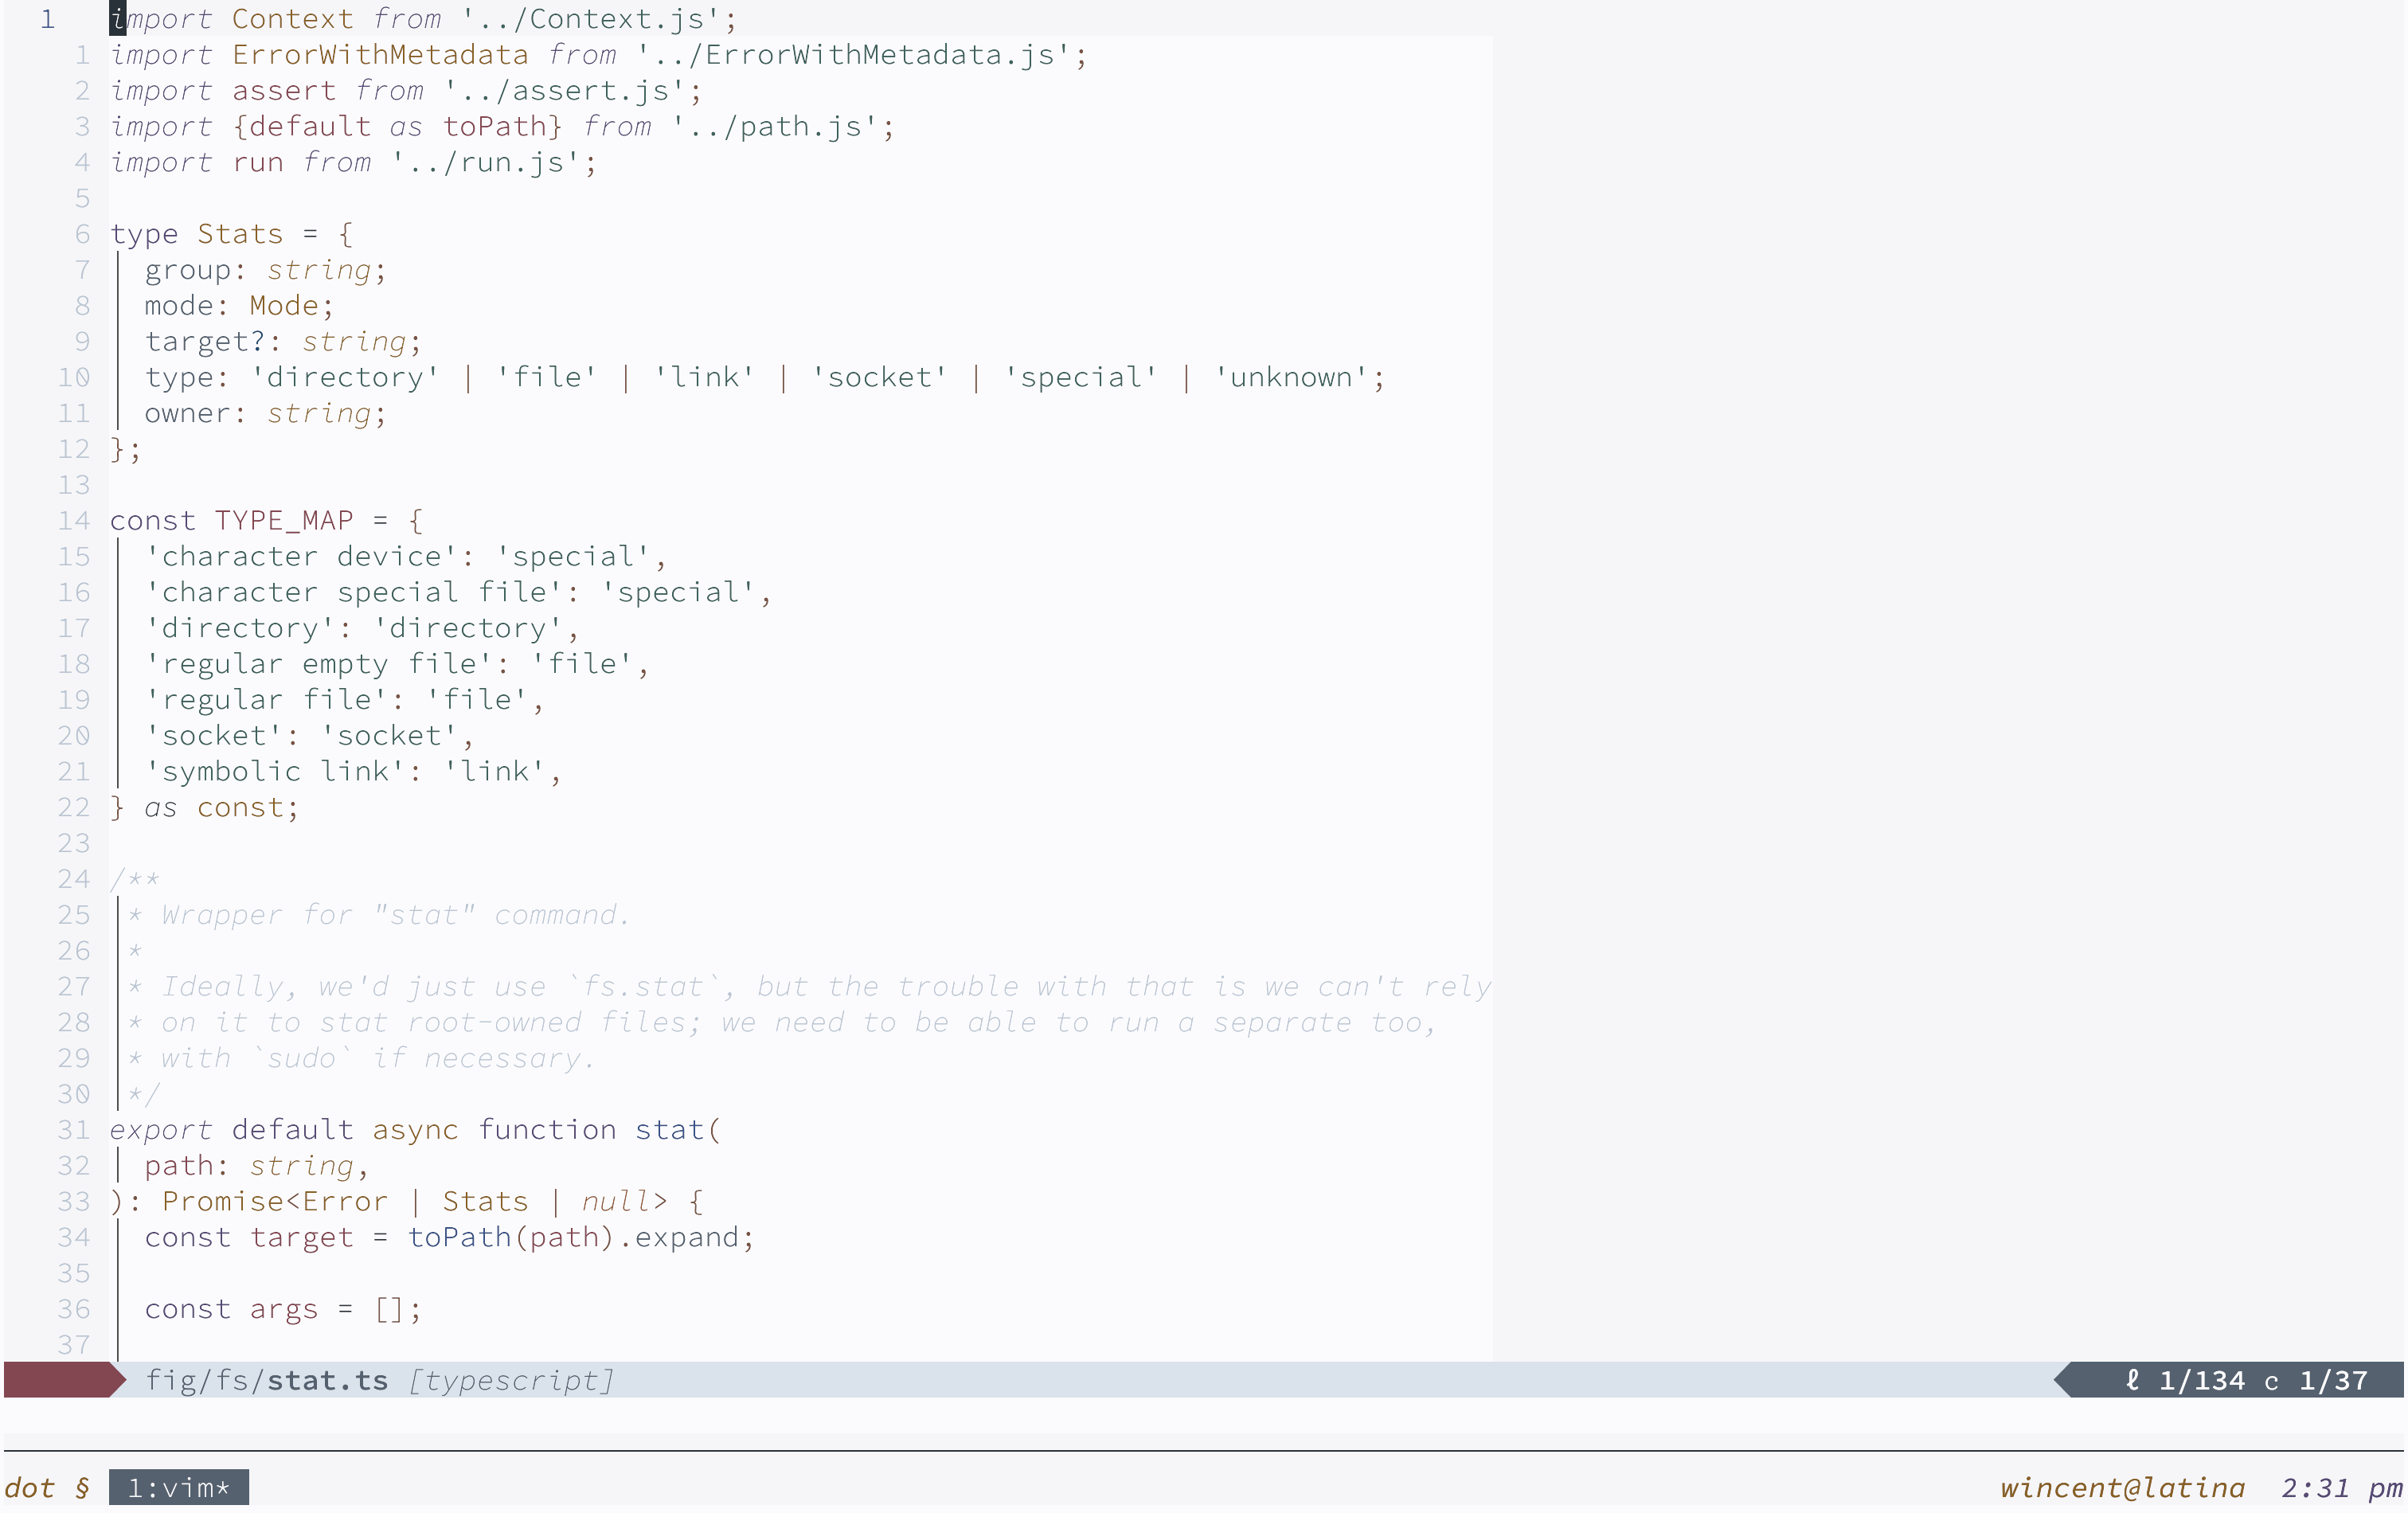 1 import Context from '../Context.js';
1 import ErrorWithMetadata from '../ErrorWithMetadata.js';
2 import assert from '../assert.js';
3 import {default as toPath} from '../path.js';
4 import run from '../run.js';
5
6 type Stats = {
7   group: string;
8   mode: Mode;
9   target?: string;
10   type: 'directory' | 'file' | 'link' | 'socket' | 'special' | 'unknown';
11   owner: string;
12 };
13
14 const TYPE_MAP = {
15   'character device': 'special',
16   'character special file': 'special',
17   'directory': 'directory',
18   'regular empty file': 'file',
19   'regular file': 'file',
20   'socket': 'socket',
21   'symbolic link': 'link',
22 } as const;
23
24 /**
25  * Wrapper for "stat" command.
26  *
27  * Ideally, we'd just use `fs.stat`, but the trouble with that is we can't rely
28  * on it to stat root-owned files; we need to be able to run a separate too,
29  * with `sudo` if necessary.
30  */
31 export default async function stat(
32   path: string,
33 ): Promise<Error | Stats | null> {
34   const target = toPath(path).expand;
35
36   const args = [];
37
fig/fs/stat.ts [typescript] ℓ 1/134 c 1/37
dot § 1:vim* wincent@latina 2:31 pm